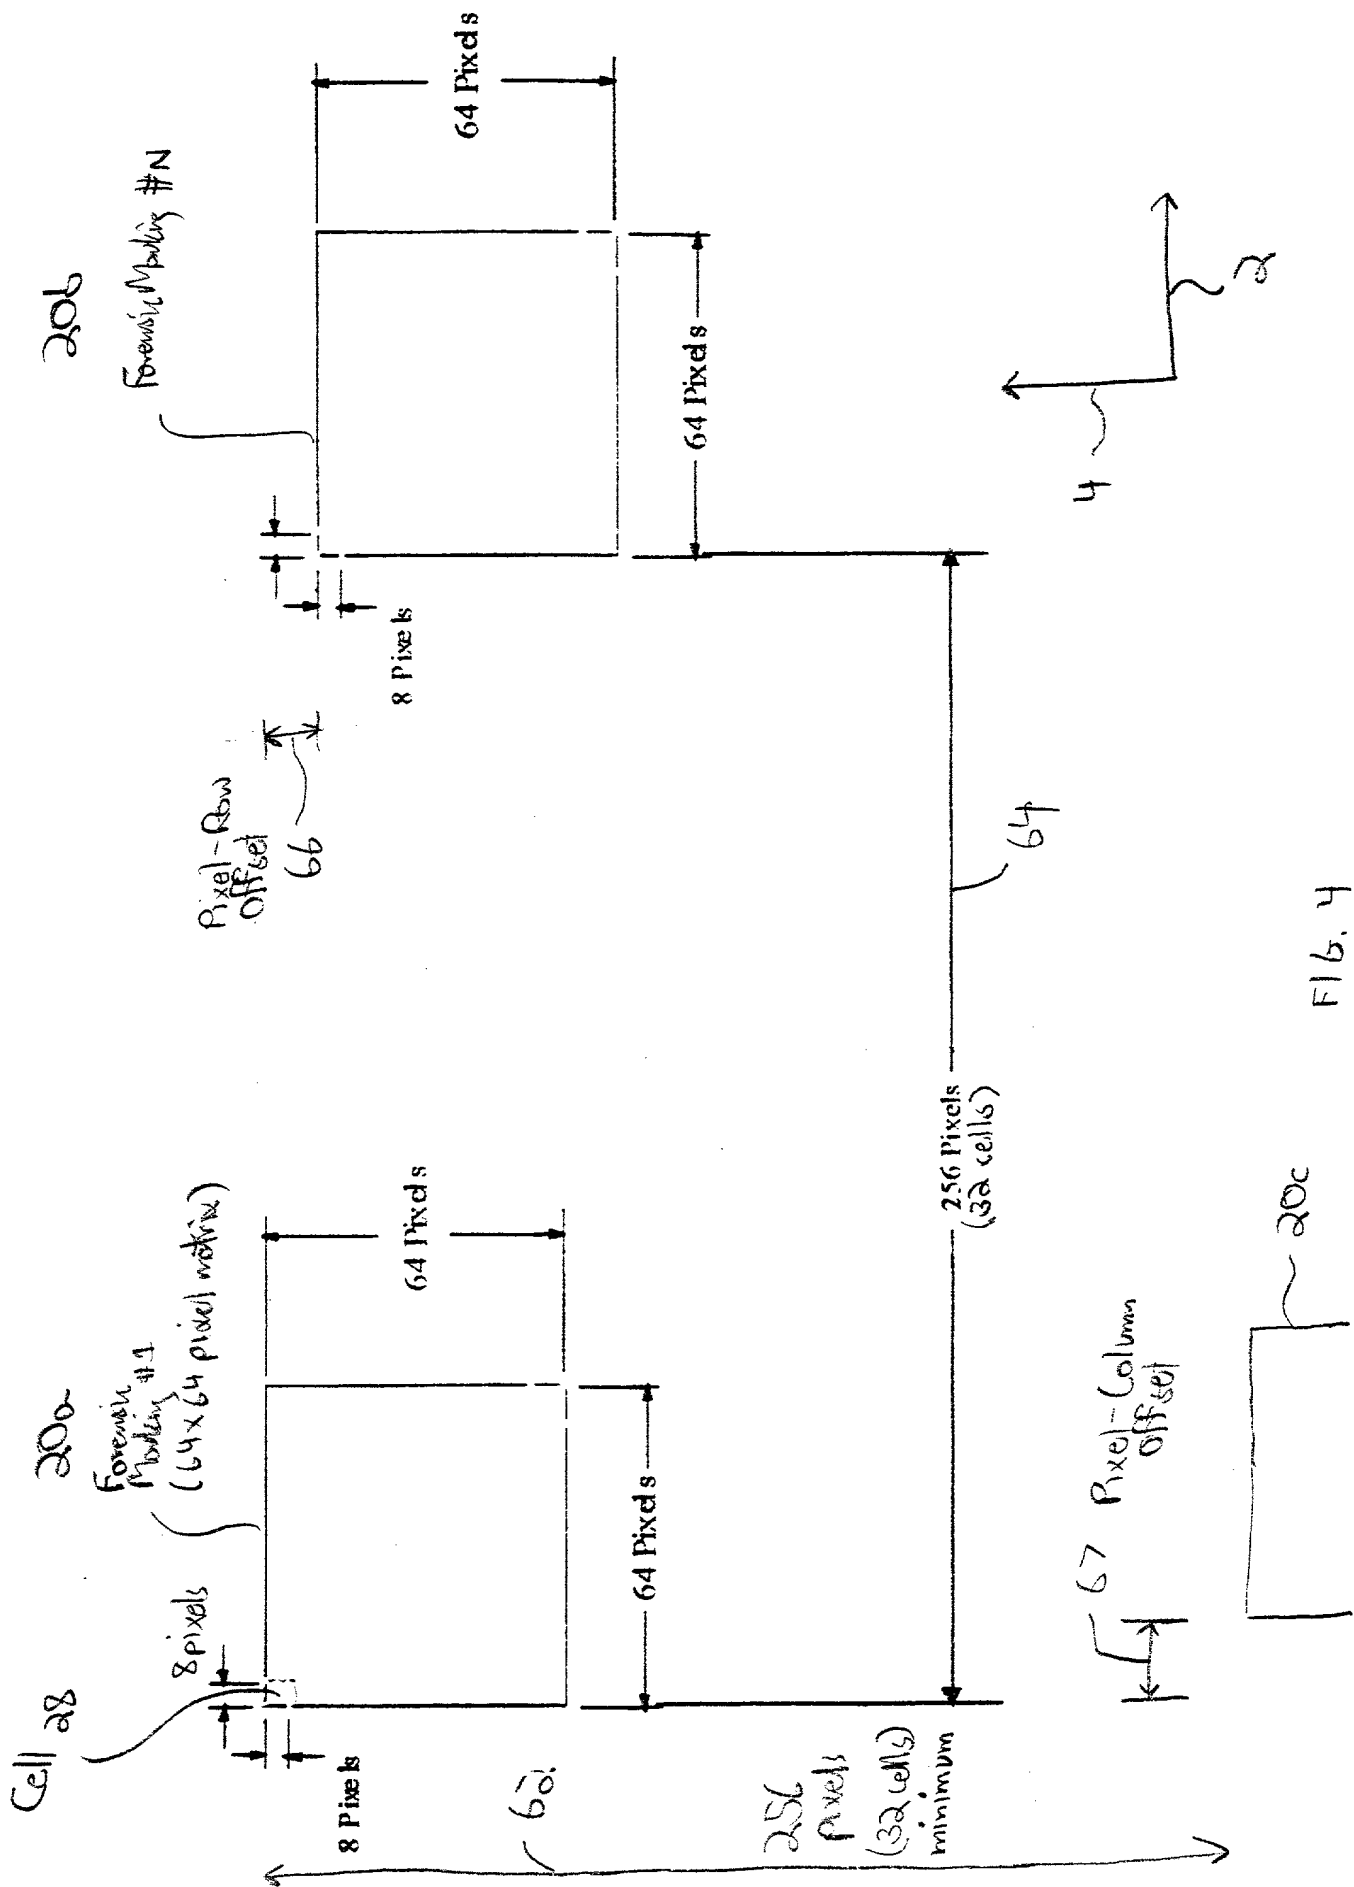 Cell 28
8 Pixels
8 pixels
20a
Forensic
Marking #1
(64x64 pixel matrix)
64 Pixels
64 Pixels
Pixel-Row
Offset
66
20b
Forensic Marking #N
8 Pixels
64 Pixels
64 Pixels
62
256
pixels
(32 cells)
minimum
256 Pixels
(32 cells)
64
4
2
67 Pixel-Column
Offset
20c
FIG. 4